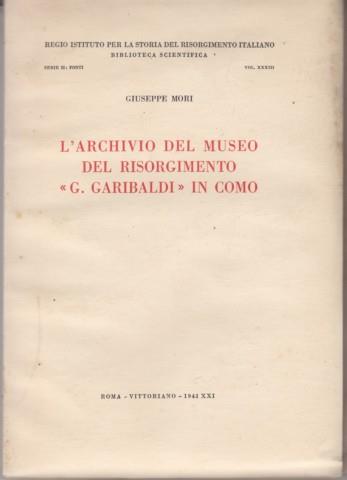 REGIO ISTITUTO PER LA STORIA DEL RISORGIMENTO ITALIANO
BIBLIOTECA SCIENTIFICA
SERIE II: FONTI VOL. XXXIII
GIUSEPPE MORI
L'ARCHIVIO DEL MUSEO
DEL RISORGIMENTO
« G. GARIBALDI » IN COMO
ROMA - VITTORIANO - 1943 XXI